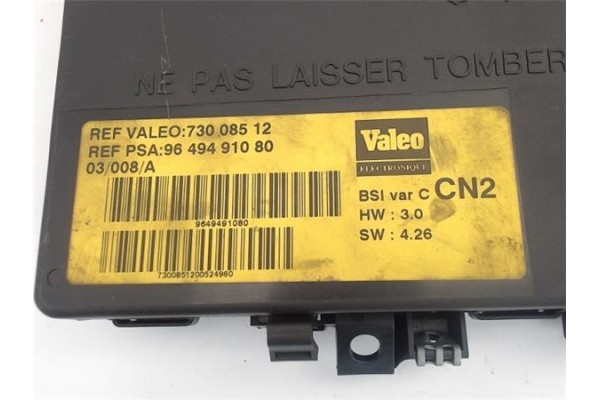 NE PAS LAISSER TOMBER
REF VALEO:730 085 12
REF PSA:96 494 910 80
03/008/A
9649491080
7300851200524960
Valeo
ELECTRONIQUE
BSI var C CN2
HW : 3.0
SW : 4.26